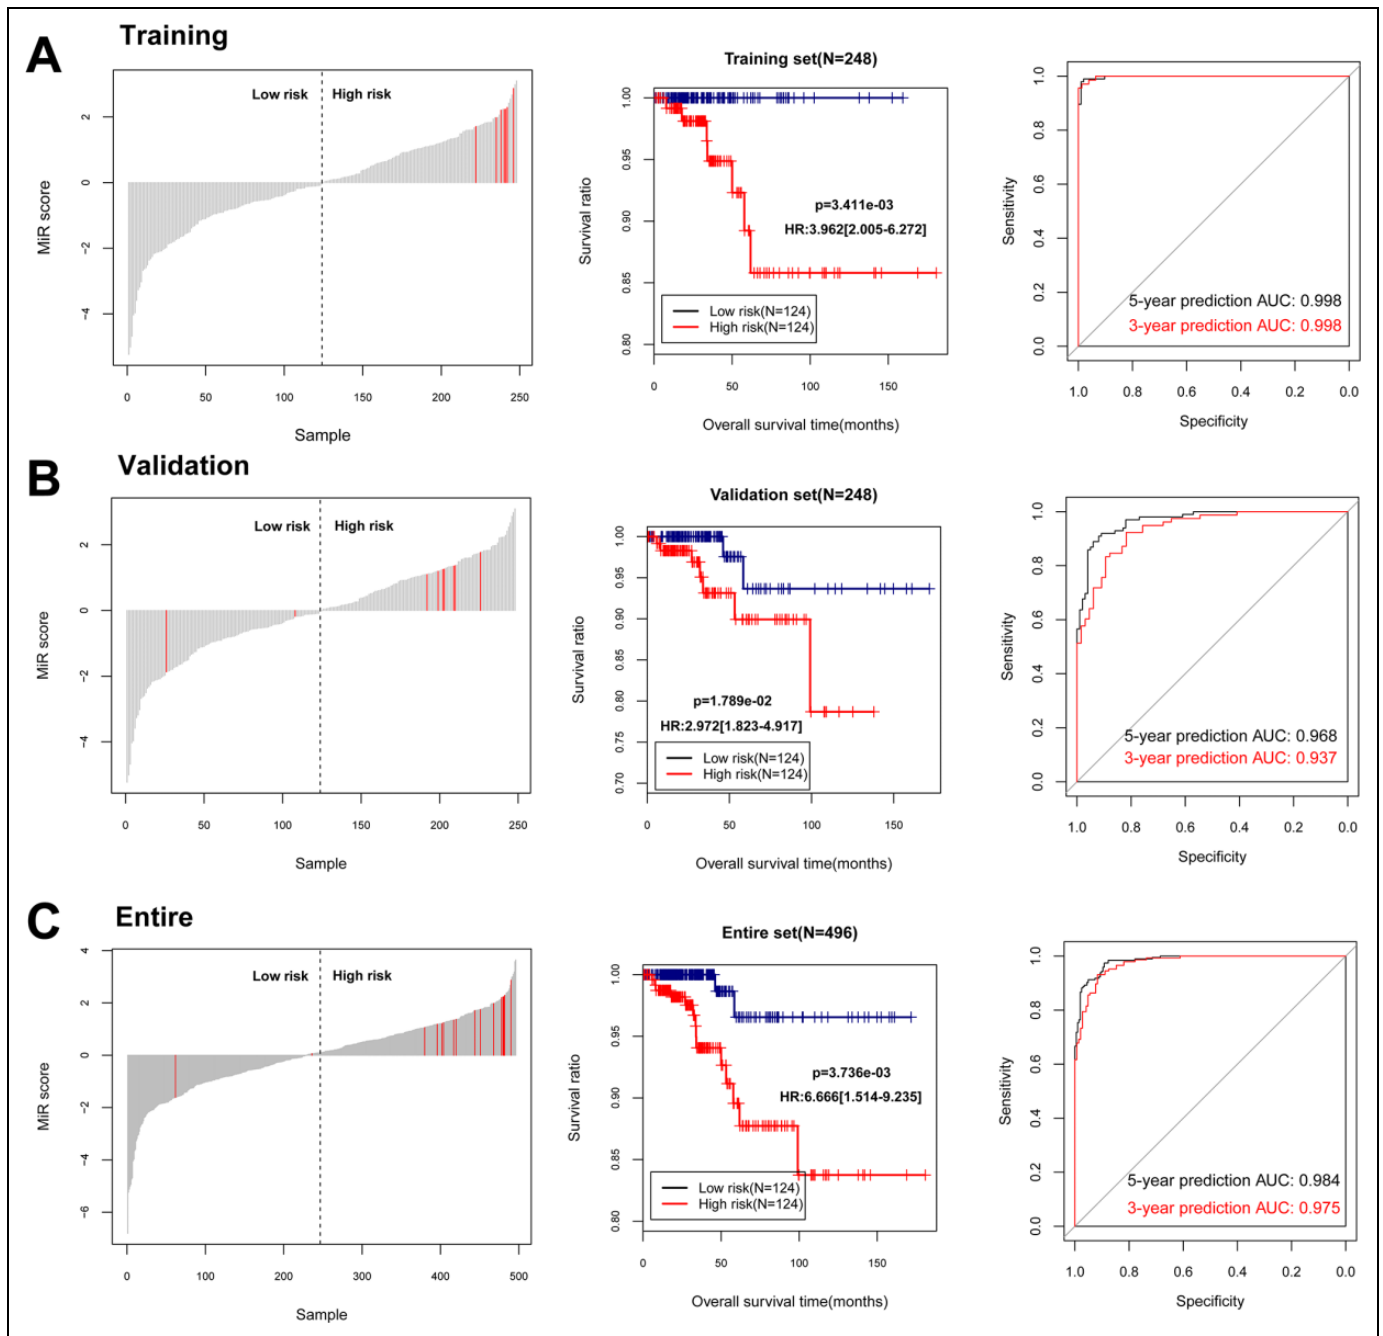 A
Training
Low risk
High risk
MiR score
2
0
−2
−4
0
50
100
150
200
250
Sample
Training set(N=248)
Survival ratio
1.00
0.95
0.90
0.85
0.80
p=3.411e-03
HR:3.962[2.005-6.272]
Low risk(N=124)
High risk(N=124)
0
50
100
150
Overall survival time(months)
Sensitivity
1.0
0.8
0.6
0.4
0.2
0.0
5-year prediction AUC: 0.998
3-year prediction AUC: 0.998
1.0
0.8
0.6
0.4
0.2
0.0
Specificity
B
Validation
Low risk
High risk
MiR score
2
0
−2
−4
0
50
100
150
200
250
Sample
Validation set(N=248)
Survival ratio
1.00
0.95
0.90
0.85
0.80
0.75
0.70
p=1.789e-02
HR:2.972[1.823-4.917]
Low risk(N=124)
High risk(N=124)
0
50
100
150
Overall survival time(months)
Sensitivity
1.0
0.8
0.6
0.4
0.2
0.0
5-year prediction AUC: 0.968
3-year prediction AUC: 0.937
1.0
0.8
0.6
0.4
0.2
0.0
Specificity
C
Entire
Low risk
High risk
MiR score
4
2
0
−2
−4
−6
0
100
200
300
400
500
Sample
Entire set(N=496)
Survival ratio
1.00
0.95
0.90
0.85
0.80
p=3.736e-03
HR:6.666[1.514-9.235]
Low risk(N=124)
High risk(N=124)
0
50
100
150
Overall survival time(months)
Sensitivity
1.0
0.8
0.6
0.4
0.2
0.0
5-year prediction AUC: 0.984
3-year prediction AUC: 0.975
1.0
0.8
0.6
0.4
0.2
0.0
Specificity